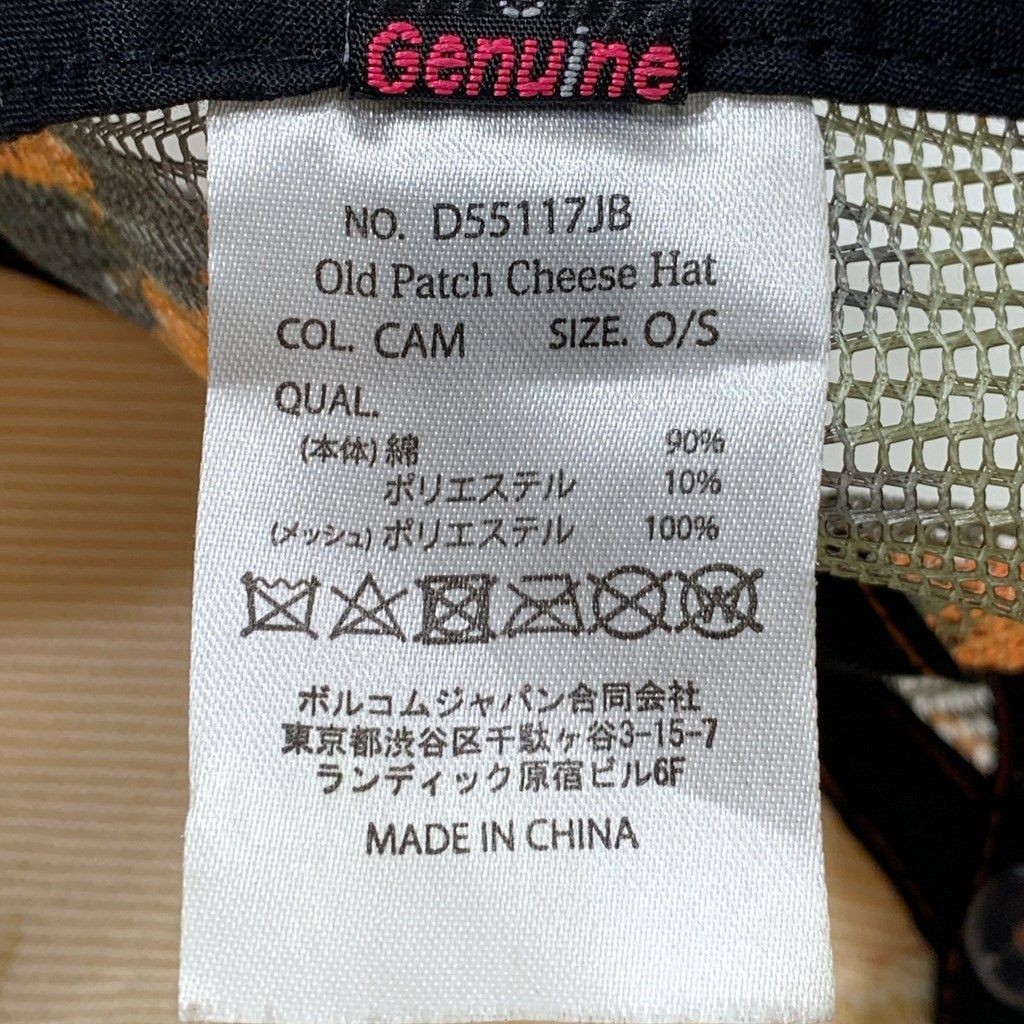 Genuine
NO. D55117JB
Old Patch Cheese Hat
COL. CAM SIZE. O/S
QUAL.
(本体) 綿 90%
ポリエステル 10%
(メッシュ) ポリエステル 100%
ボルコムジャパン合同会社
東京都渋谷区千駄ヶ谷3-15-7
ランディック原宿ビル6F
MADE IN CHINA